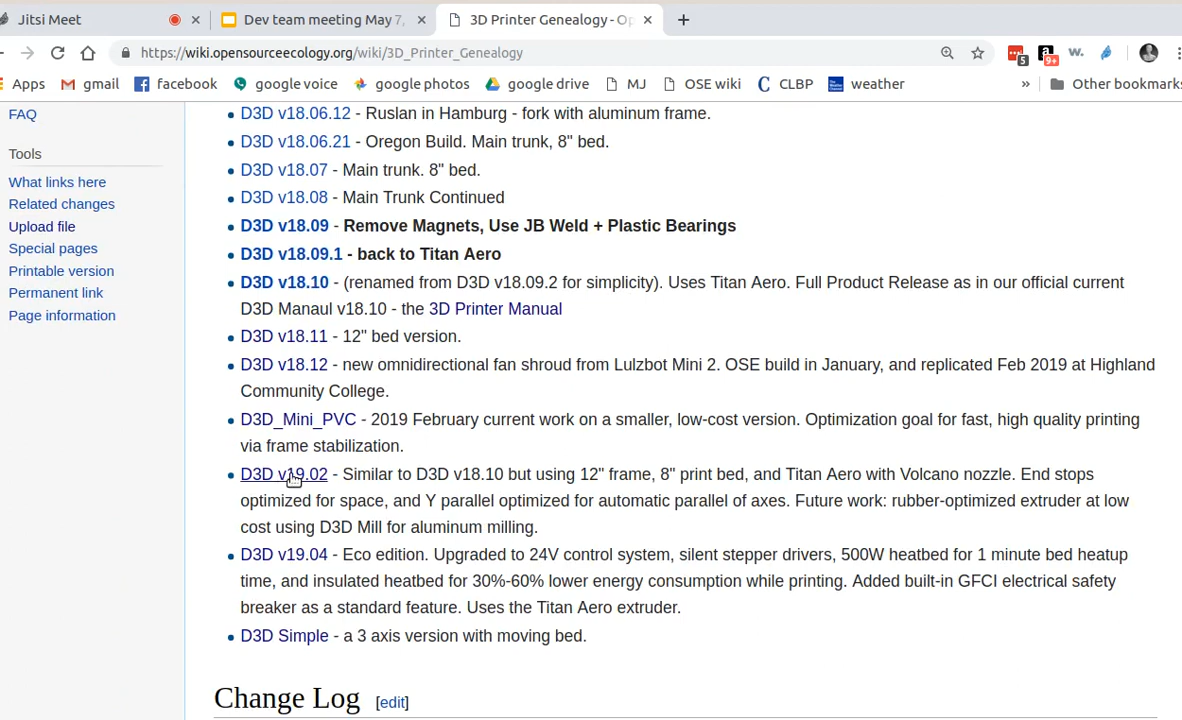 Jitsi Meet
Dev team meeting May 7,
3D Printer Genealogy - Op
https://wiki.opensourceecology.org/wiki/3D_Printer_Genealogy
5
a
9+
w.
Apps
gmail
facebook
google voice
google photos
google drive
MJ
OSE wiki
CLBP
weather
»
Other bookmarks
FAQ
Tools
What links here
Related changes
Upload file
Special pages
Printable version
Permanent link
Page information
D3D v18.06.12 - Ruslan in Hamburg - fork with aluminum frame.
D3D v18.06.21 - Oregon Build. Main trunk, 8" bed.
D3D v18.07 - Main trunk. 8" bed.
D3D v18.08 - Main Trunk Continued
D3D v18.09 - Remove Magnets, Use JB Weld + Plastic Bearings
D3D v18.09.1 - back to Titan Aero
D3D v18.10 - (renamed from D3D v18.09.2 for simplicity). Uses Titan Aero. Full Product Release as in our official current
D3D Manaul v18.10 - the 3D Printer Manual
D3D v18.11 - 12" bed version.
D3D v18.12 - new omnidirectional fan shroud from Lulzbot Mini 2. OSE build in January, and replicated Feb 2019 at Highland
Community College.
D3D_Mini_PVC - 2019 February current work on a smaller, low-cost version. Optimization goal for fast, high quality printing
via frame stabilization.
D3D v19.02 - Similar to D3D v18.10 but using 12" frame, 8" print bed, and Titan Aero with Volcano nozzle. End stops
optimized for space, and Y parallel optimized for automatic parallel of axes. Future work: rubber-optimized extruder at low
cost using D3D Mill for aluminum milling.
D3D v19.04 - Eco edition. Upgraded to 24V control system, silent stepper drivers, 500W heatbed for 1 minute bed heatup
time, and insulated heatbed for 30%-60% lower energy consumption while printing. Added built-in GFCI electrical safety
breaker as a standard feature. Uses the Titan Aero extruder.
D3D Simple - a 3 axis version with moving bed.
Change Log [edit]